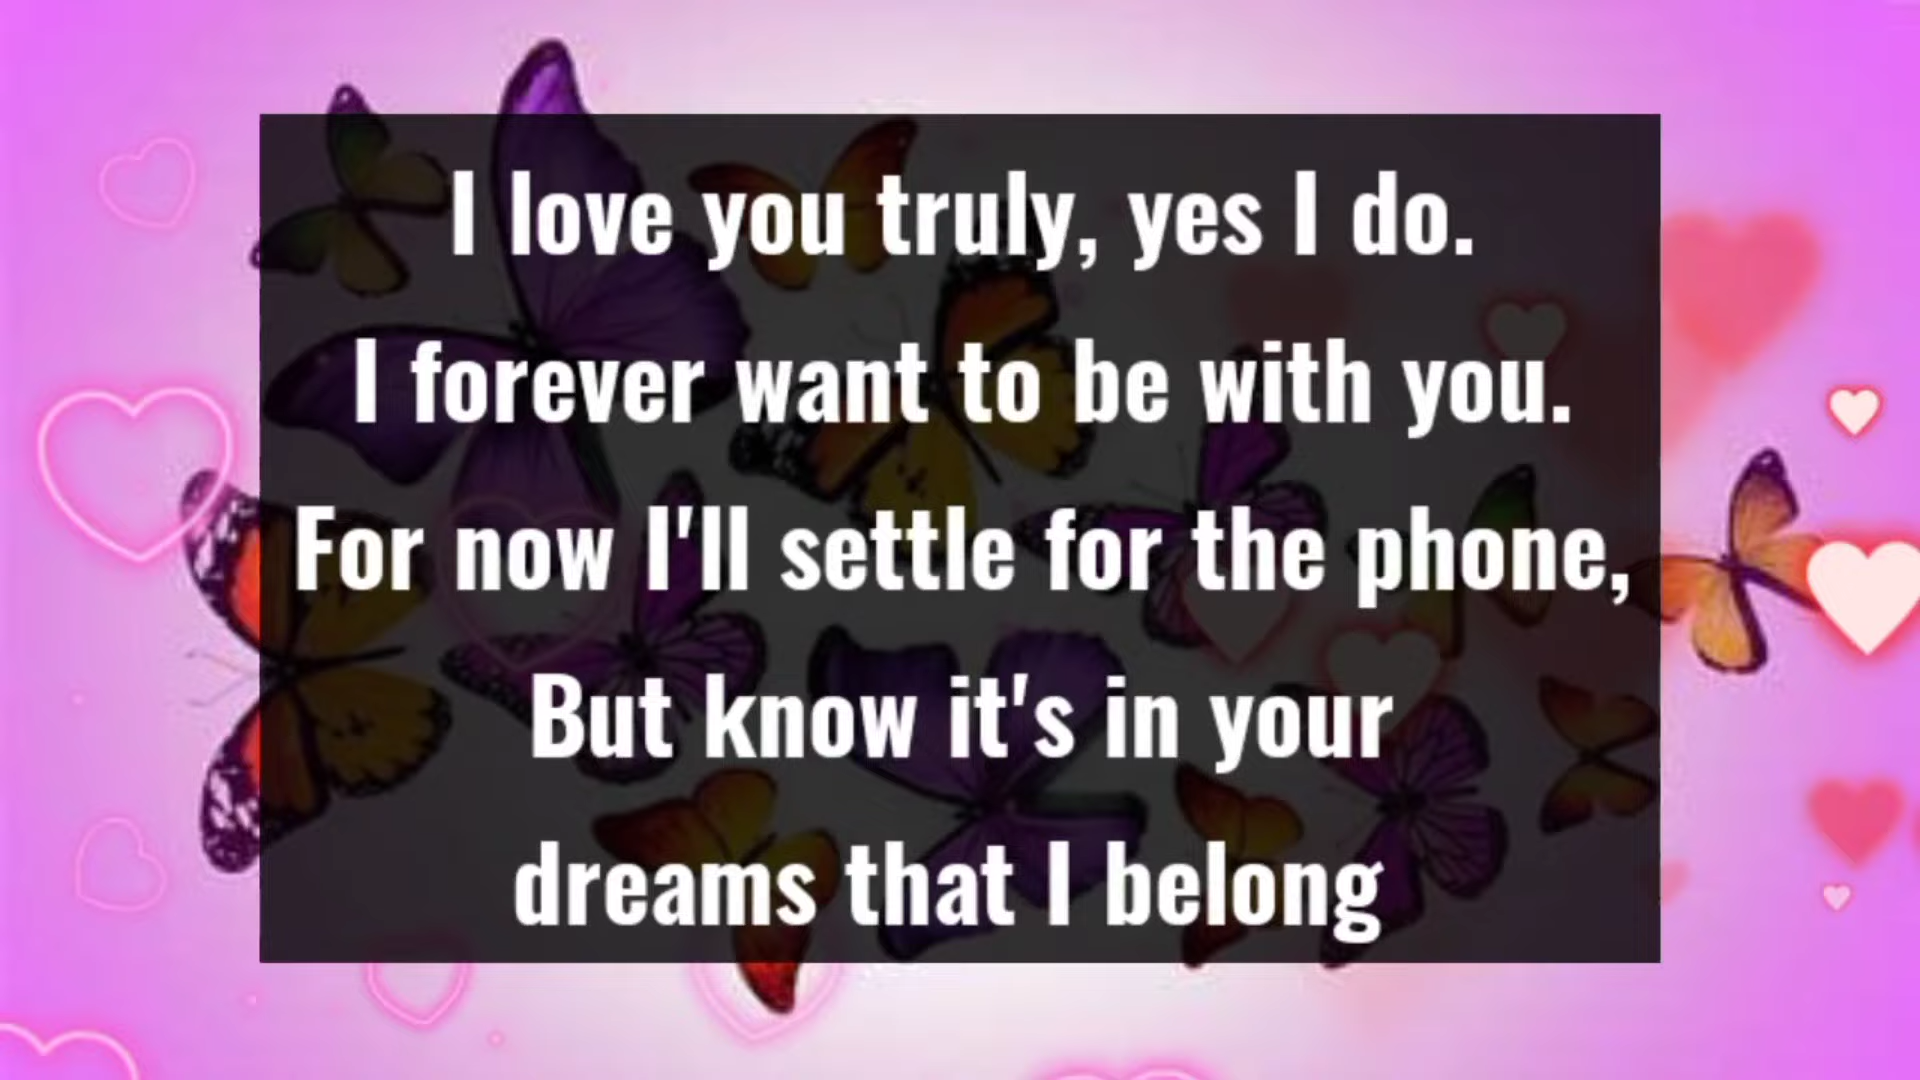 I love you truly, yes I do.
I forever want to be with you.
For now I'll settle for the phone,
But know it's in your
dreams that I belong